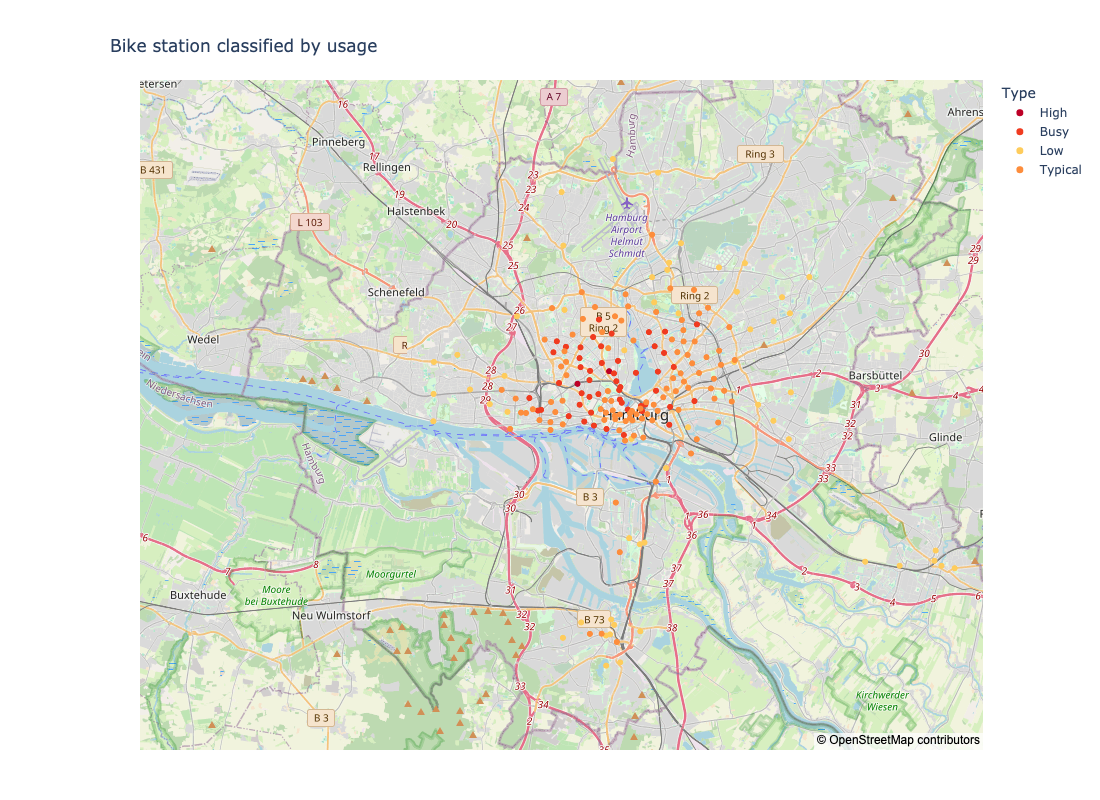 Bike station classified by usage
Type
High
Busy
Low
Typical
etersen
16
A 7
Ahrens
Pinneberg
Hamburg
17
Ring 3
B 431
Rellingen
23
23
19
24
Halstenbek
L 103
20
Hamburg
Airport
Helmut
Schmidt
25
25
29
29
Schenefeld
Ring 2
26
B 5
Ring 2
27
Wedel
R
30
28
28
2
Barsbüttel
3
4
1
Niedersachsen
29
31
31
Hamburg
32
32
Glinde
Hamburg
33
33
1
30
30
B 3
1
36
34
36
6
7
8
Moorgurtel
37
37
2
3
4
5
6
Buxtehude
Moore
bei Buxtehude
31
Neu Wulmstorf
32
32
B 73
38
33
34
2
Kirchwerder
Wiesen
B 3
© OpenStreetMap contributors